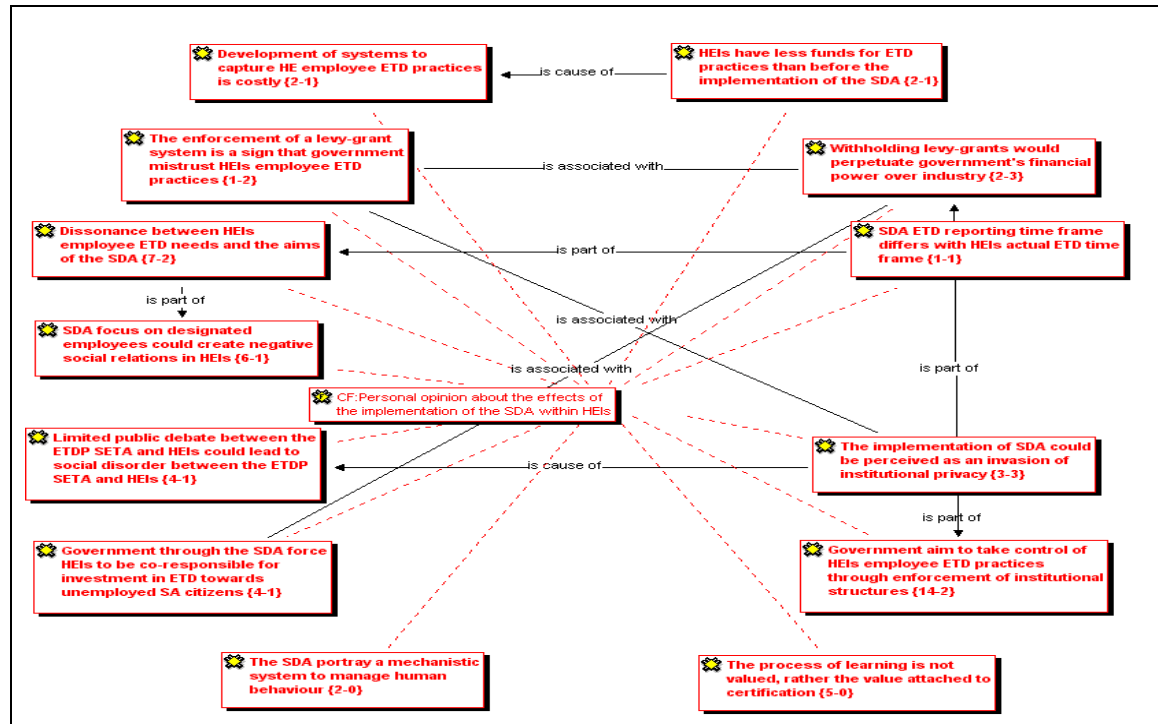 Development of systems to
capture HE employee ETD practices
is costly {2-1}
is cause of
HEIs have less funds for ETD
practices than before the
implementation of the SDA {2-1}
The enforcement of a levy-grant
system is a sign that government
mistrust HEIs employee ETD
practices {1-2}
is associated with
Withholding levy-grants would
perpetuate government's financial
power over industry {2-3}
Dissonance between HEIs
employee ETD needs and the aims
of the SDA {7-2}
is part of
SDA ETD reporting time frame
differs with HEIs actual ETD time
frame {1-1}
is part of
SDA focus on designated
employees could create negative
social relations in HEIs {6-1}
is associated with
is associated with
is part of
CF:Personal opinion about the effects of
the implementation of the SDA within HEIs
Limited public debate between the
ETDP SETA and HEIs could lead to
social disorder between the ETDP
SETA and HEIs {4-1}
is cause of
The implementation of SDA could
be perceived as an invasion of
institutional privacy {3-3}
is part of
Government through the SDA force
HEIs to be co-responsible for
investment in ETD towards
unemployed SA citizens {4-1}
Government aim to take control of
HEIs employee ETD practices
through enforcement of institutional
structures {14-2}
The SDA portray a mechanistic
system to manage human
behaviour {2-0}
The process of learning is not
valued, rather the value attached to
certification {5-0}